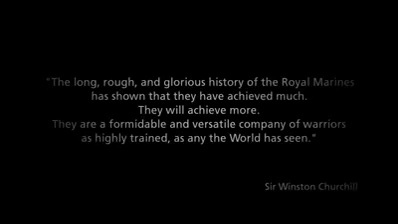 "The long, rough, and glorious history of the Royal Marines
has shown that they have achieved much.
They will achieve more.
They are a formidable and versatile company of warriors
as highly trained, as any the World has seen."
Sir Winston Churchill